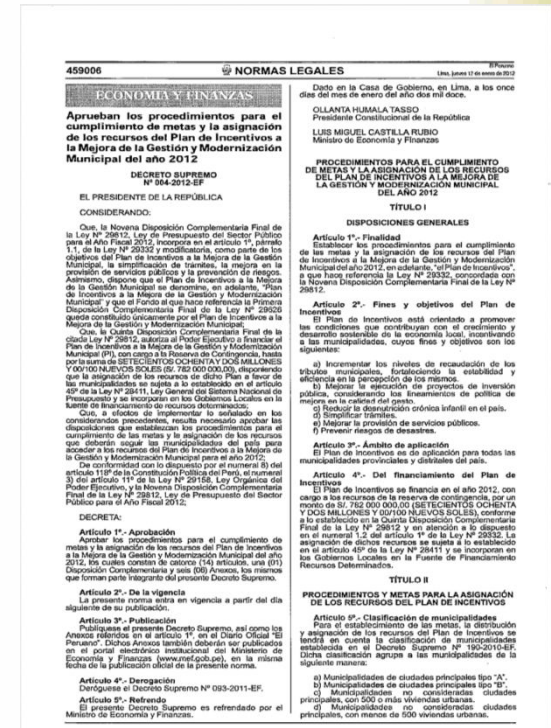 459006
NORMAS LEGALES
El Peruano
Lima, jueves 12 de enero de 2012
ECONOMIA Y FINANZAS
Aprueban los procedimientos para el
cumplimiento de metas y la asignación
de los recursos del Plan de Incentivos a
la Mejora de la Gestión y Modernización
Municipal del año 2012
DECRETO SUPREMO
Nº 004-2012-EF
EL PRESIDENTE DE LA REPÚBLICA
CONSIDERANDO:
Que, la Novena Disposición Complementaria Final de
la Ley Nº 29812, Ley de Presupuesto del Sector Público
para el Año Fiscal 2012, incorpora en el artículo 1º, párrafo
1.1, de la Ley Nº 29332 y modificatoria, como parte de los
objetivos del Plan de Incentivos a la Mejora de la Gestión
Municipal, la simplificación de trámites, la mejora en la
provisión de servicios públicos y la prevención de riesgos.
Asimismo, dispone que el Plan de Incentivos a la Mejora
de la Gestión Municipal se denomine, en adelante, "Plan
de Incentivos a la Mejora de la Gestión y Modernización
Municipal" y que el Fondo al que hace referencia la Primera
Disposición Complementaria Final de la Ley Nº 29626
queda constituido únicamente por el Plan de Incentivos a la
Mejora de la Gestión y Modernización Municipal;
Que, la Quinta Disposición Complementaria Final de la
citada Ley Nº 29812, autoriza al Poder Ejecutivo a financiar el
Plan de Incentivos a la Mejora de la Gestión y Modernización
Municipal (PI), con cargo a la Reserva de Contingencia, hasta
por la suma de SETECIENTOS OCHENTA Y DOS MILLONES
Y 00/100 NUEVOS SOLES (S/. 782 000 000,00), disponiendo
que la asignación de los recursos de dicho Plan a favor de
las municipalidades se sujeta a lo establecido en el artículo
45º de la Ley Nº 28411, Ley General del Sistema Nacional de
Presupuesto y se incorporan en los Gobiernos Locales en la
fuente de financiamiento de recursos determinados;
Que, a efectos de implementar lo señalado en los
considerandos precedentes, resulta necesario aprobar las
disposiciones que establezcan los procedimientos para el
cumplimiento de las metas y la asignación de los recursos
que deberán seguir las municipalidades del país para
acceder a los recursos del Plan de Incentivos a la Mejora de
la Gestión y Modernización Municipal para el año 2012;
De conformidad con lo dispuesto por el numeral 8) del
artículo 118º de la Constitución Política del Perú, el numeral
3) del artículo 11º de la Ley Nº 29158, Ley Orgánica del
Poder Ejecutivo, y la Novena Disposición Complementaria
Final de la Ley Nº 29812, Ley de Presupuesto del Sector
Público para el Año Fiscal 2012;
DECRETA:
Artículo 1º.- Aprobación
Aprobar los procedimientos para el cumplimiento de
metas y la asignación de los recursos del Plan de Incentivos
a la Mejora de la Gestión y Modernización Municipal del año
2012, los cuales constan de catorce (14) artículos, una (01)
Disposición Complementaria y seis (06) Anexos, los mismos
que forman parte integrante del presente Decreto Supremo.
Artículo 2º.- De la vigencia
La presente norma entra en vigencia a partir del día
siguiente de su publicación.
Artículo 3º.- Publicación
Publíquese el presente Decreto Supremo, así como los
Anexos referidos en el artículo 1º, en el Diario Oficial "El
Peruano". Dichos Anexos también deberán ser publicados
en el portal electrónico institucional del Ministerio de
Economía y Finanzas (www.mef.gob.pe), en la misma
fecha de la publicación oficial de la presente norma.
Artículo 4º.- Derogación
Deróguese el Decreto Supremo Nº 093-2011-EF.
Artículo 5º.- Refrendo
El presente Decreto Supremo es refrendado por el
Ministro de Economía y Finanzas.
Dado en la Casa de Gobierno, en Lima, a los once
días del mes de enero del año dos mil doce.
OLLANTA HUMALA TASSO
Presidente Constitucional de la República
LUIS MIGUEL CASTILLA RUBIO
Ministro de Economía y Finanzas
PROCEDIMIENTOS PARA EL CUMPLIMIENTO
DE METAS Y LA ASIGNACIÓN DE LOS RECURSOS
DEL PLAN DE INCENTIVOS A LA MEJORA DE
LA GESTIÓN Y MODERNIZACIÓN MUNICIPAL
DEL AÑO 2012
TÍTULO I
DISPOSICIONES GENERALES
Artículo 1º.- Finalidad
Establecer los procedimientos para el cumplimiento
de las metas y la asignación de los recursos del Plan
de Incentivos a la Mejora de la Gestión y Modernización
Municipal del año 2012, en adelante, "el Plan de Incentivos",
a que hace referencia la Ley Nº 29332, concordada con
la Novena Disposición Complementaria Final de la Ley Nº
29812.
Artículo 2º.- Fines y objetivos del Plan de
Incentivos
El Plan de Incentivos está orientado a promover
las condiciones que contribuyan con el crecimiento y
desarrollo sostenible de la economía local, incentivando
a las municipalidades, cuyos fines y objetivos son los
siguientes:
a) Incrementar los niveles de recaudación de los
tributos municipales, fortaleciendo la estabilidad y
eficiencia en la percepción de los mismos.
b) Mejorar la ejecución de proyectos de inversión
pública, considerando los lineamientos de política de
mejora en la calidad del gasto.
c) Reducir la desnutrición crónica infantil en el país.
d) Simplificar trámites.
e) Mejorar la provisión de servicios públicos.
f) Prevenir riesgos de desastres.
Artículo 3º.- Ámbito de aplicación
El Plan de Incentivos es de aplicación para todas las
municipalidades provinciales y distritales del país.
Artículo 4º.- Del financiamiento del Plan de
Incentivos
El Plan de Incentivos se financia en el año 2012, con
cargo a los recursos de la reserva de contingencia, por un
monto de S/. 782 000 000,00 (SETECIENTOS OCHENTA
Y DOS MILLONES Y 00/100 NUEVOS SOLES), conforme
a lo establecido en la Quinta Disposición Complementaria
Final de la Ley Nº 29812 y en atención a lo dispuesto
en el numeral 1.2 del artículo 1º de la Ley Nº 29332. La
asignación de dichos recursos se sujeta a lo establecido
en el artículo 45º de la Ley Nº 28411 y se incorporan en
los Gobiernos Locales en la Fuente de Financiamiento
Recursos Determinados.
TÍTULO II
PROCEDIMIENTOS Y METAS PARA LA ASIGNACIÓN
DE LOS RECURSOS DEL PLAN DE INCENTIVOS
Artículo 5º.- Clasificación de municipalidades
Para el establecimiento de las metas, la distribución
y asignación de los recursos del Plan de Incentivos se
tendrá en cuenta la clasificación de municipalidades
establecida en el Decreto Supremo Nº 190-2010-EF.
Dicha clasificación agrupa a las municipalidades de la
siguiente manera:
a) Municipalidades de ciudades principales tipo "A".
b) Municipalidades de ciudades principales tipo "B".
c) Municipalidades no consideradas ciudades
principales, con 500 o más viviendas urbanas.
d) Municipalidades no consideradas ciudades
principales, con menos de 500 viviendas urbanas.